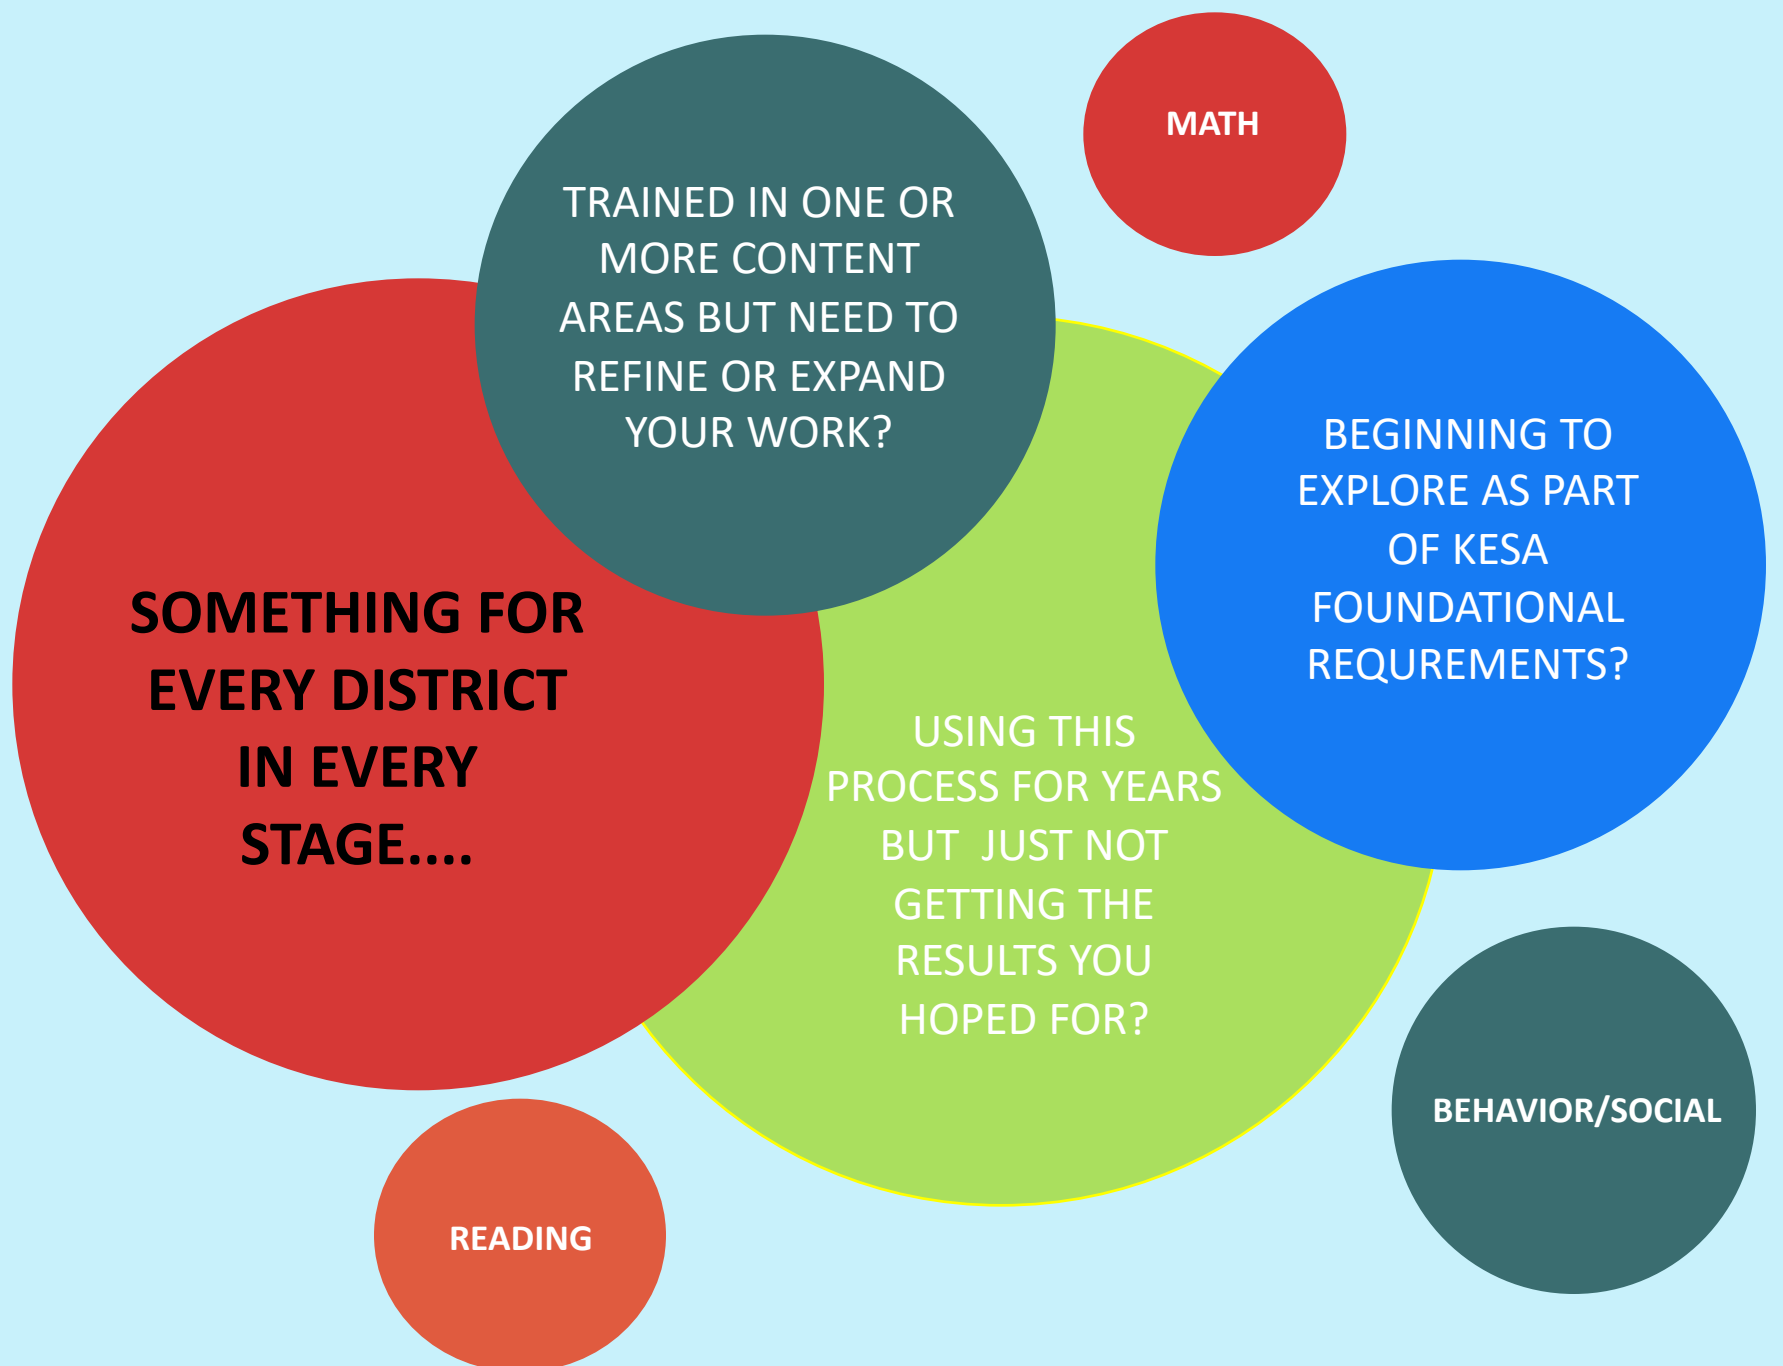 MATH
TRAINED IN ONE OR
MORE CONTENT
AREAS BUT NEED TO
REFINE OR EXPAND
YOUR WORK?
BEGINNING TO
EXPLORE AS PART
OF KESA
FOUNDATIONAL
REQUREMENTS?
SOMETHING FOR
EVERY DISTRICT
IN EVERY
STAGE....
USING THIS
PROCESS FOR YEARS
BUT JUST NOT
GETTING THE
RESULTS YOU
HOPED FOR?
BEHAVIOR/SOCIAL
READING